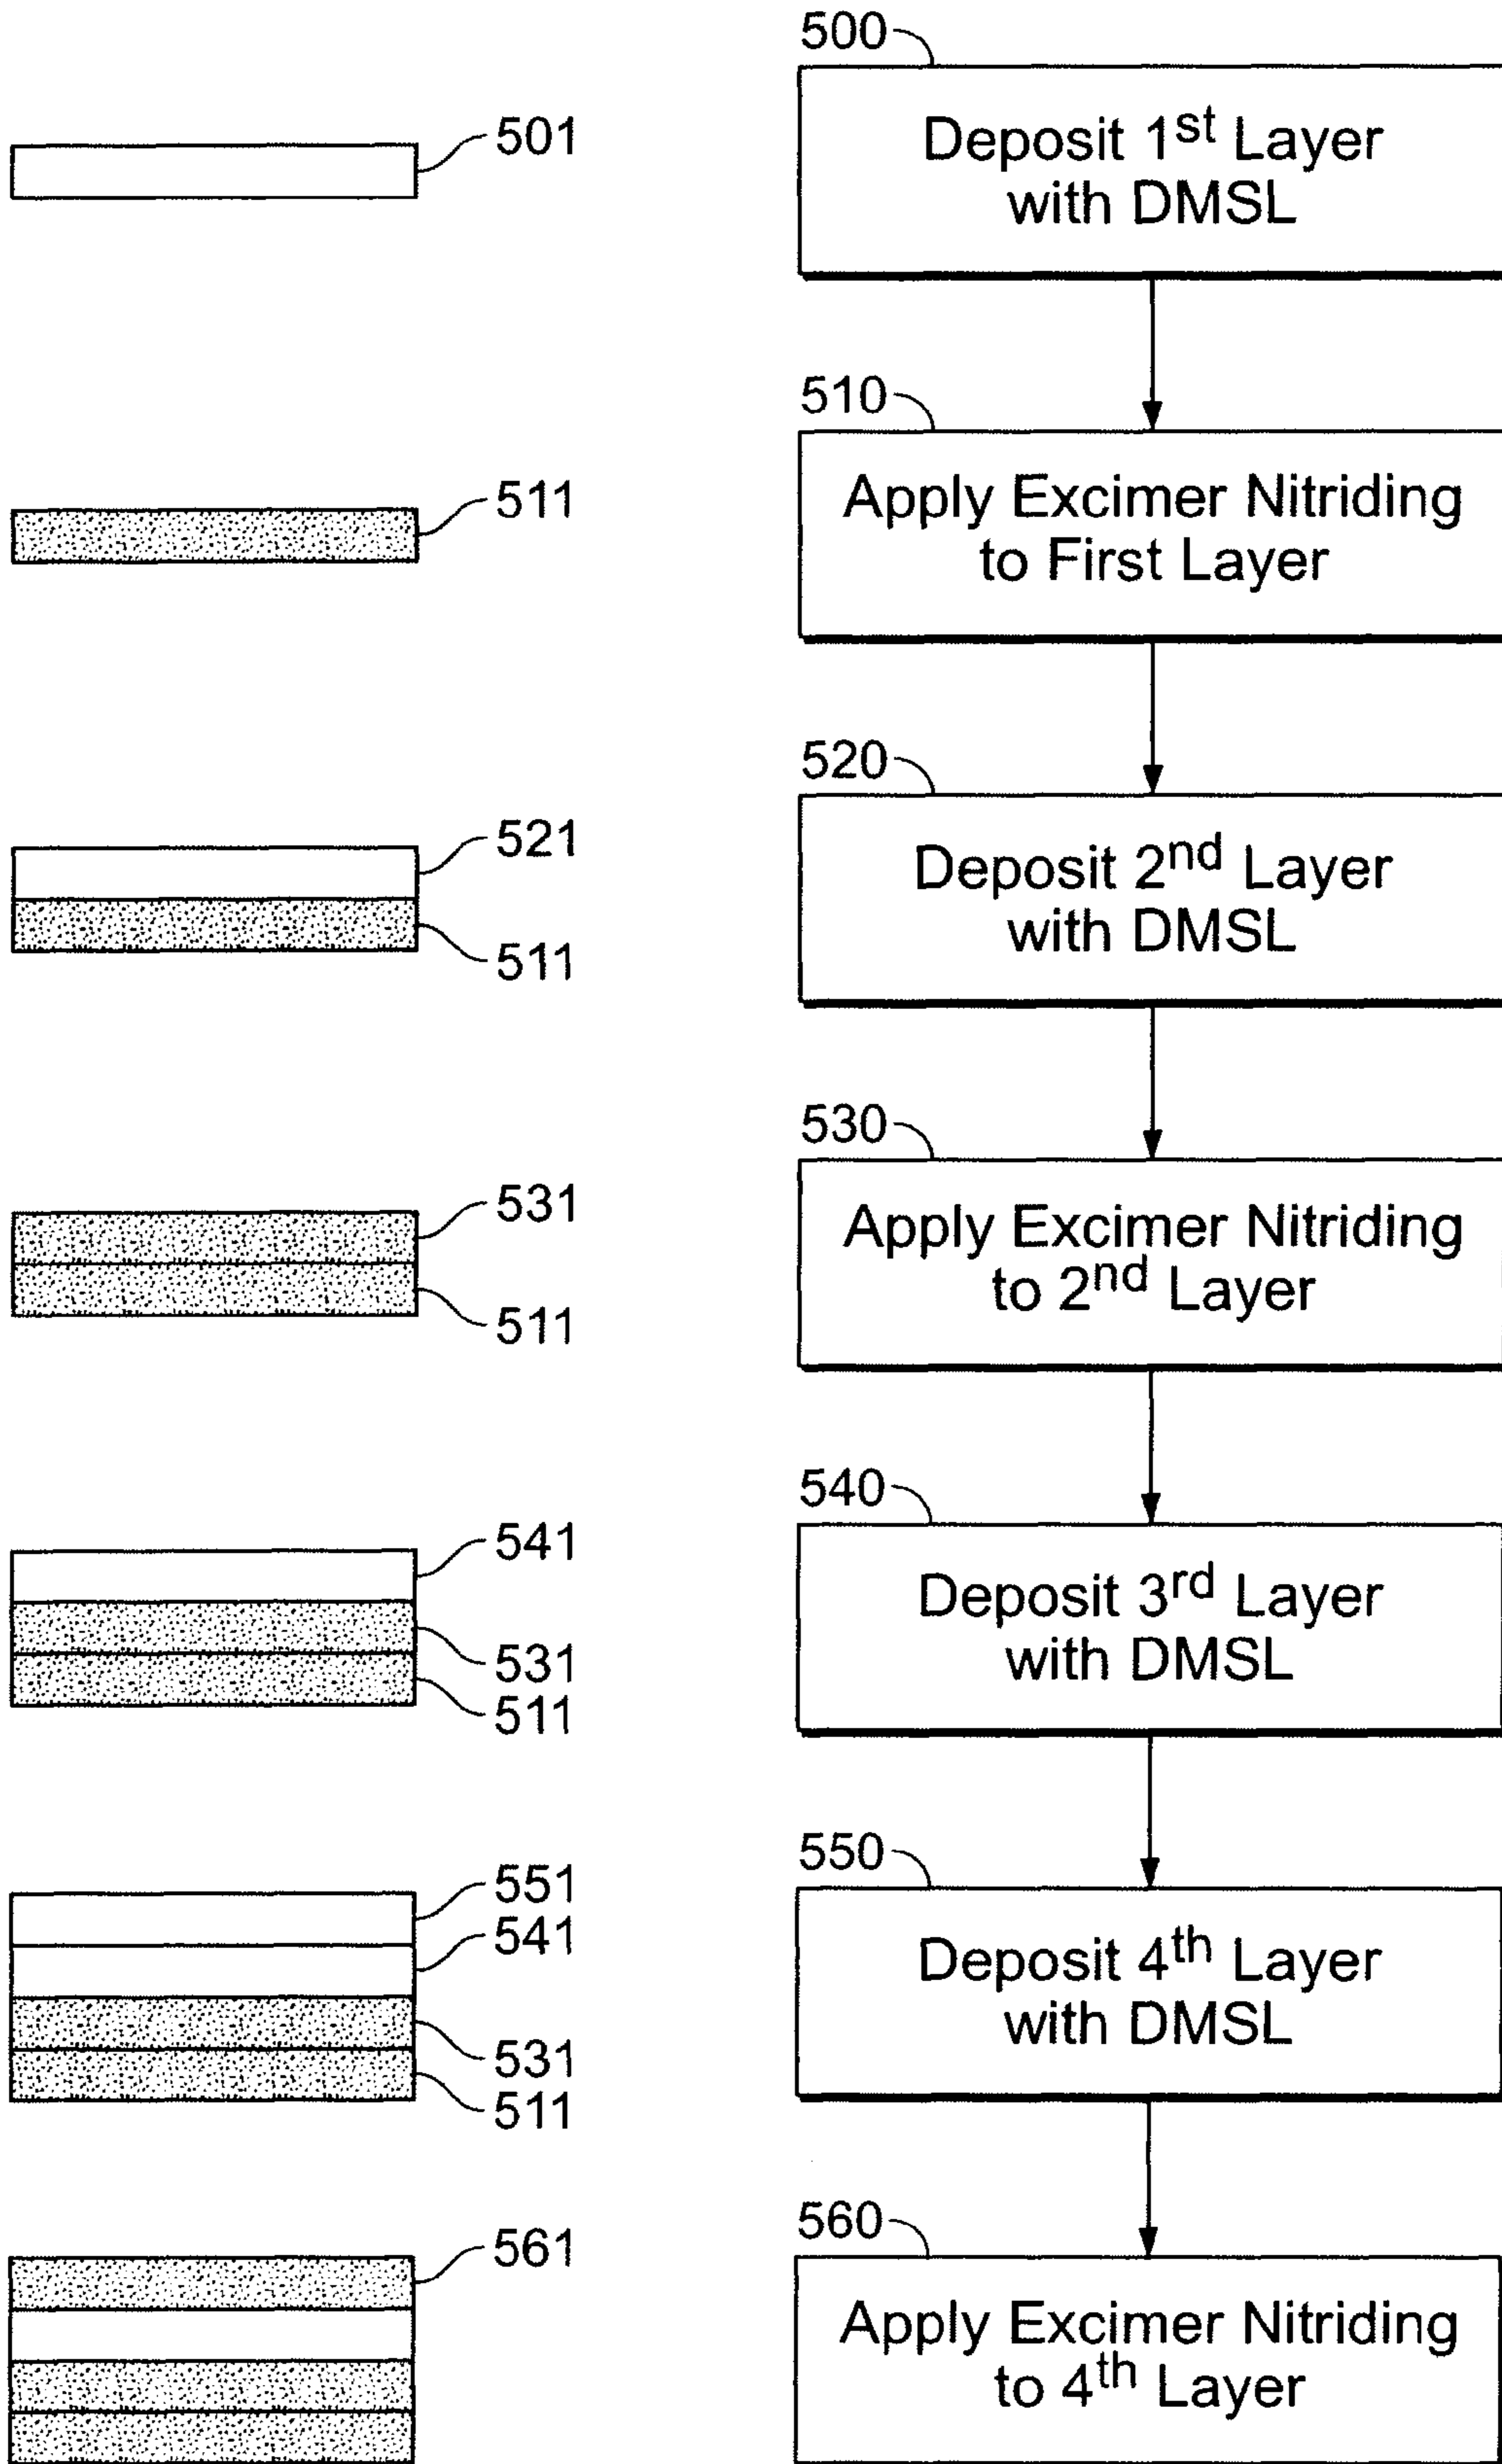 500
501
Deposit 1st Layer
with DMSL
510
511
Apply Excimer Nitriding
to First Layer
520
521
511
Deposit 2nd Layer
with DMSL
530
531
511
Apply Excimer Nitriding
to 2nd Layer
540
541
531
511
Deposit 3rd Layer
with DMSL
550
551
541
531
511
Deposit 4th Layer
with DMSL
560
561
Apply Excimer Nitriding
to 4th Layer